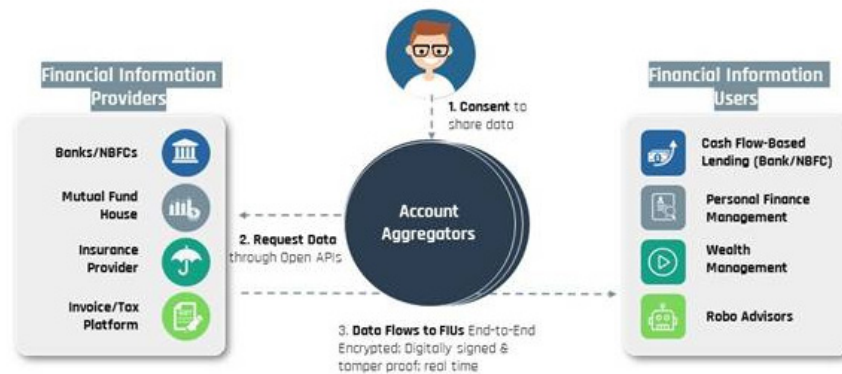 Financial Information
Providers
Banks/NBFCs
Mutual Fund
House
Insurance
Provider
Invoice/Tax
Platform
1. Consent to
share data
Account
Aggregators
2. Request Data
through Open APIs
3. Data Flows to FIUs End-to-End
Encrypted; Digitally signed &
tamper proof; real time
Financial Information
Users
Cash Flow-Based
Lending (Bank/NBFC)
Personal Finance
Management
Wealth
Management
Robo Advisors